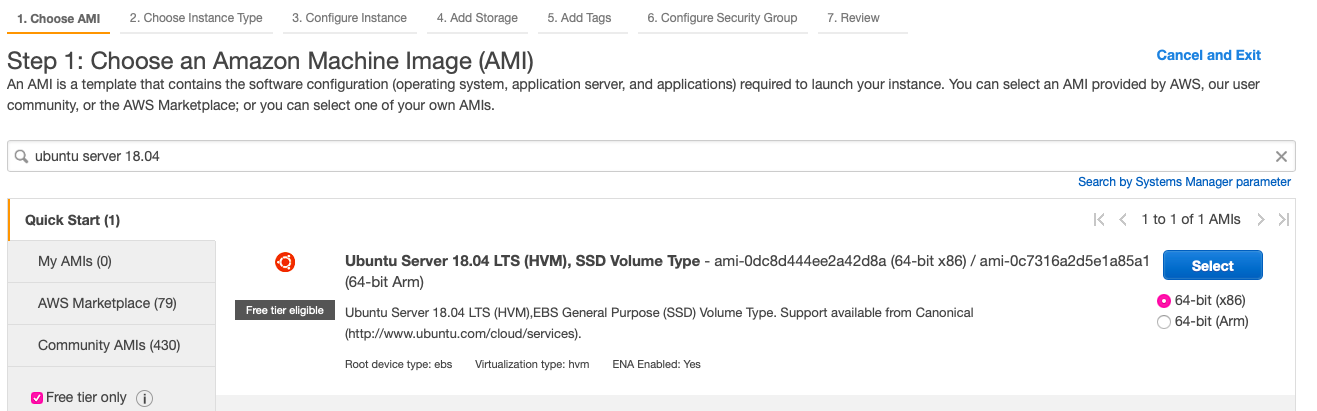 1. Choose AMI 2. Choose Instance Type 3. Configure Instance 4. Add Storage 5. Add Tags 6. Configure Security Group 7. Review
Step 1: Choose an Amazon Machine Image (AMI)
Cancel and Exit
An AMI is a template that contains the software configuration (operating system, application server, and applications) required to launch your instance. You can select an AMI provided by AWS, our user
community, or the AWS Marketplace; or you can select one of your own AMIs.
ubuntu server 18.04
Search by Systems Manager parameter
Quick Start (1)
1 to 1 of 1 AMIs
My AMIs (0)
AWS Marketplace (79)
Community AMIs (430)
Free tier only
Free tier eligible
Ubuntu Server 18.04 LTS (HVM), SSD Volume Type - ami-0dc8d444ee2a42d8a (64-bit x86) / ami-0c7316a2d5e1a85a1
(64-bit Arm)
Ubuntu Server 18.04 LTS (HVM),EBS General Purpose (SSD) Volume Type. Support available from Canonical
(http://www.ubuntu.com/cloud/services).
Root device type: ebs Virtualization type: hvm ENA Enabled: Yes
Select
64-bit (x86)
64-bit (Arm)